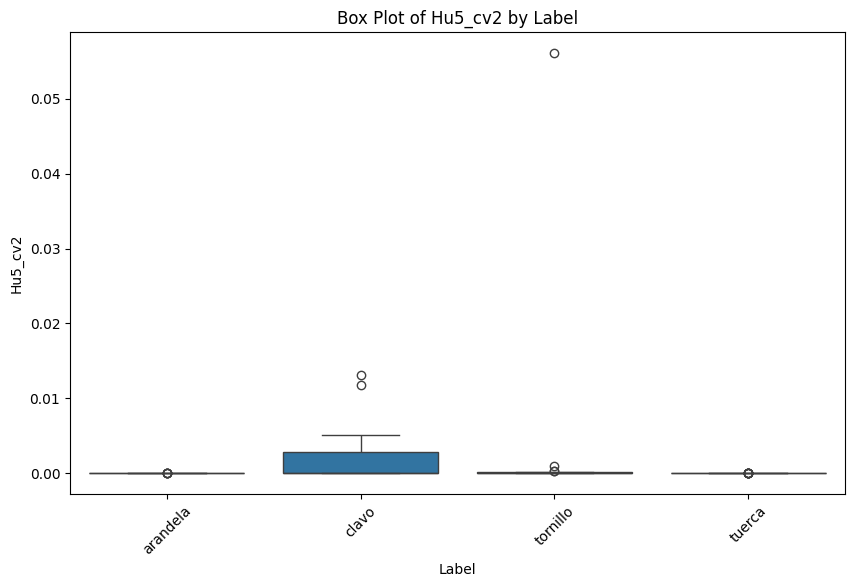 Box Plot of Hu5_cv2 by Label
Hu5_cv2
0.05
0.04
0.03
0.02
0.01
0.00
arandela
clavo
tornillo
tuerca
Label